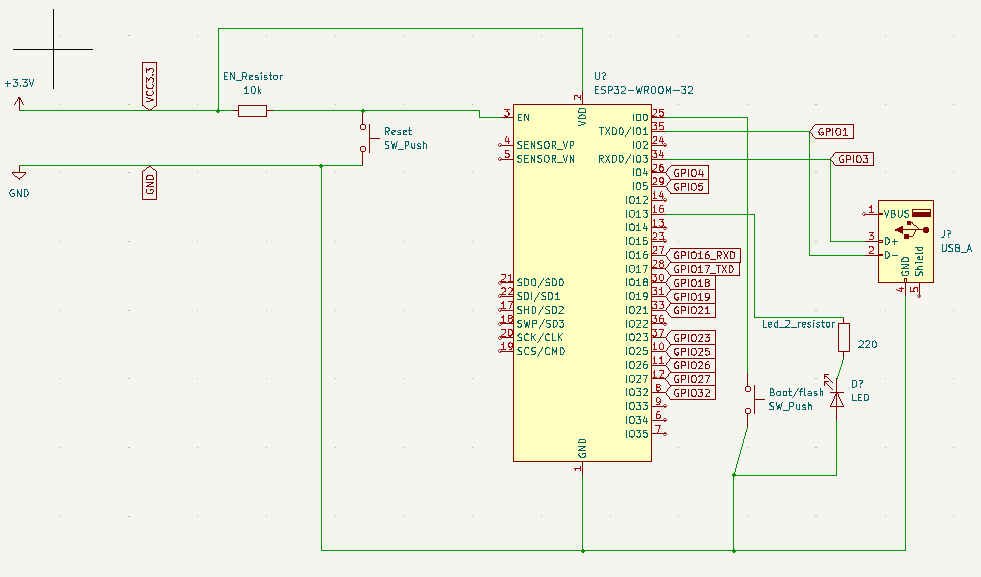 +3.3V
VCC3.3
EN_Resistor
10k
Reset
SW_Push
GND
GND
U?
ESP32-WROOM-32
2
VDD
3 EN
4 SENSOR_VP
5 SENSOR_VN
21 SDO/SD0
22 SDI/SD1
17 SHD/SD2
18 SWP/SD3
20 SCK/CLK
19 SCS/CMD
IO0 25
TXD0/IO1 35
IO2 24
RXD0/IO3 34
IO4 26 GPIO4
IO5 29 GPIO5
IO12 14
IO13 16
IO14 13
IO15 23
IO16 27 GPIO16_RXD
IO17 28 GPIO17_TXD
IO18 30 GPIO18
IO19 31 GPIO19
IO21 33 GPIO21
IO22 36
IO23 37 GPIO23
IO25 10 GPIO25
IO26 11 GPIO26
IO27 12 GPIO27
IO32 8 GPIO32
IO33 9
IO34 6
IO35 7
GND
1
GPIO1
GPIO3
1 VBUS
3 D+
2 D-
GND
Shield
4
5
J?
USB_A
Led_2_resistor
220
Boot/flash
SW_Push
D?
LED